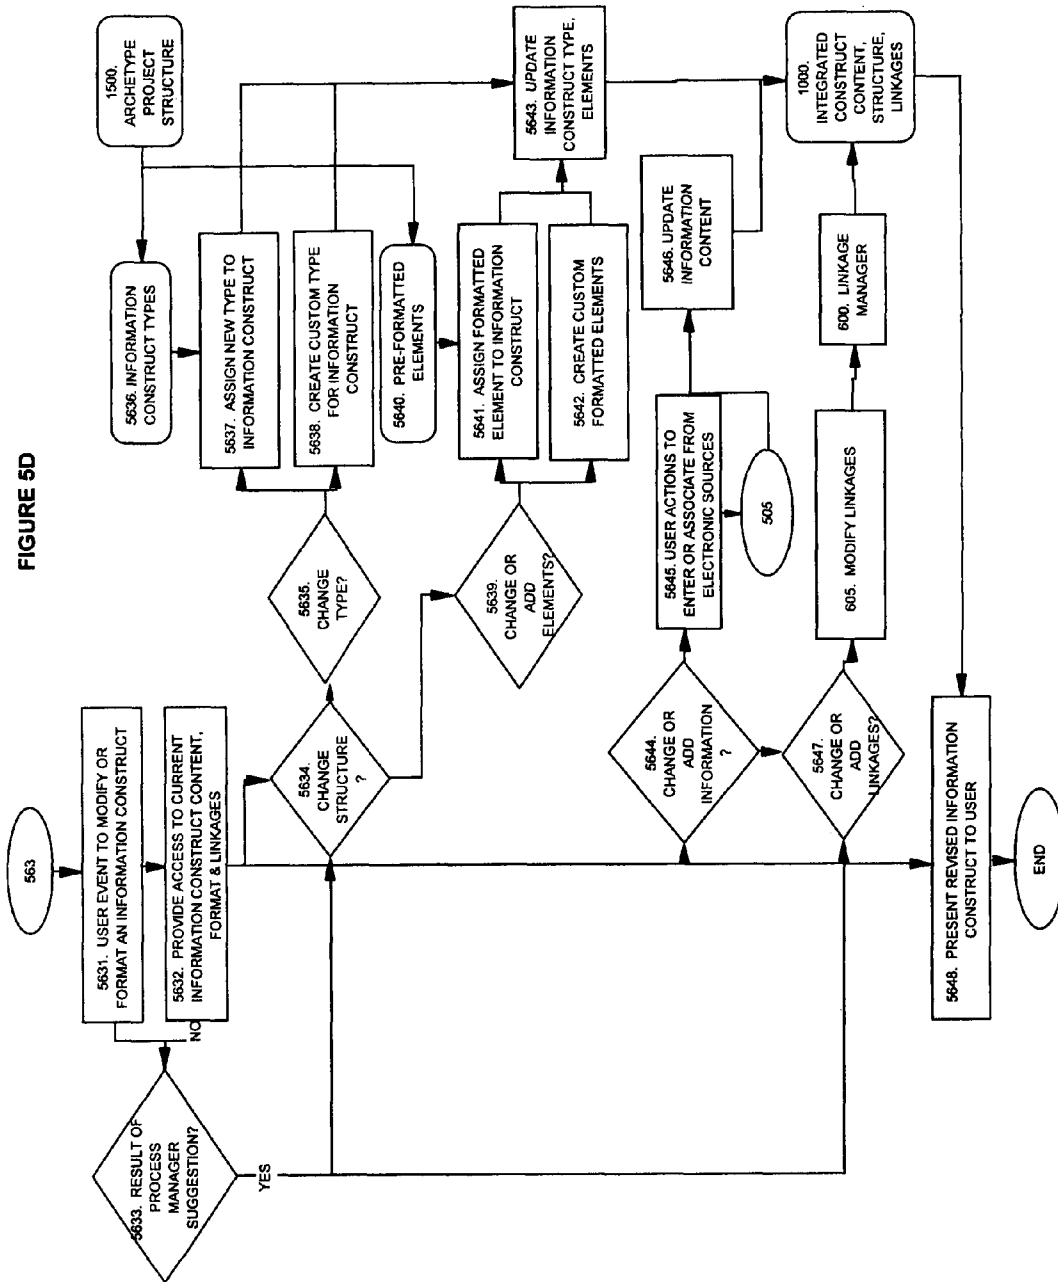 FIGURE 5D
563
5631. USER EVENT TO MODIFY OR
FORMAT AN INFORMATION CONSTRUCT
5632. PROVIDE ACCESS TO CURRENT
INFORMATION CONSTRUCT CONTENT,
FORMAT & LINKAGES
NO
5633. RESULT OF
PROCESS
MANAGER
SUGGESTION?
YES
5634.
CHANGE
STRUCTURE
?
5635.
CHANGE
TYPE?
1500.
ARCHETYPE
PROJECT
STRUCTURE
5636. INFORMATION
CONSTRUCT TYPES
5637. ASSIGN NEW TYPE TO
INFORMATION CONSTRUCT
5638. CREATE CUSTOM TYPE
FOR INFORMATION
CONSTRUCT
5639.
CHANGE OR
ADD
ELEMENTS?
5640. PRE-FORMATTED
ELEMENTS
5641. ASSIGN FORMATTED
ELEMENT TO INFORMATION
CONSTRUCT
5642. CREATE CUSTOM
FORMATTED ELEMENTS
5643. UPDATE
INFORMATION
CONSTRUCT TYPE,
ELEMENTS
5644.
CHANGE OR
ADD
INFORMATION
?
5645. USER ACTIONS TO
ENTER OR ASSOCIATE FROM
ELECTRONIC SOURCES
505
5646. UPDATE
INFORMATION
CONTENT
5647.
CHANGE OR
ADD
LINKAGES?
605. MODIFY LINKAGES
600. LINKAGE
MANAGER
1000.
INTEGRATED
CONSTRUCT
CONTENT,
STRUCTURE,
LINKAGES
5648. PRESENT REVISED INFORMATION
CONSTRUCT TO USER
END